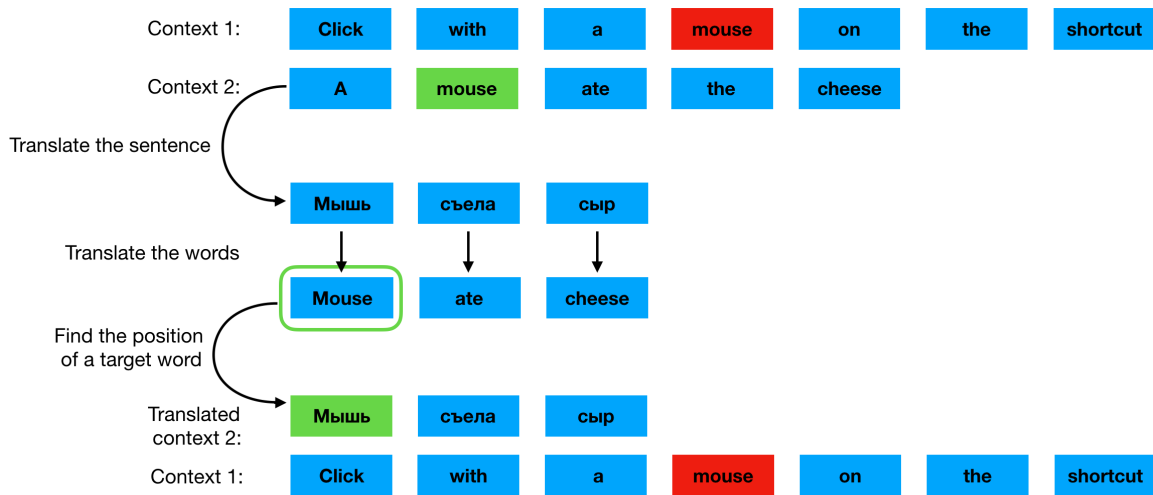 Context 1: Click with a mouse on the shortcut
Context 2: A mouse ate the cheese
Translate the sentence
Мышь съела сыр
Translate the words
Mouse ate cheese
Find the position
of a target word
Translated
context 2:
Мышь съела сыр
Context 1: Click with a mouse on the shortcut